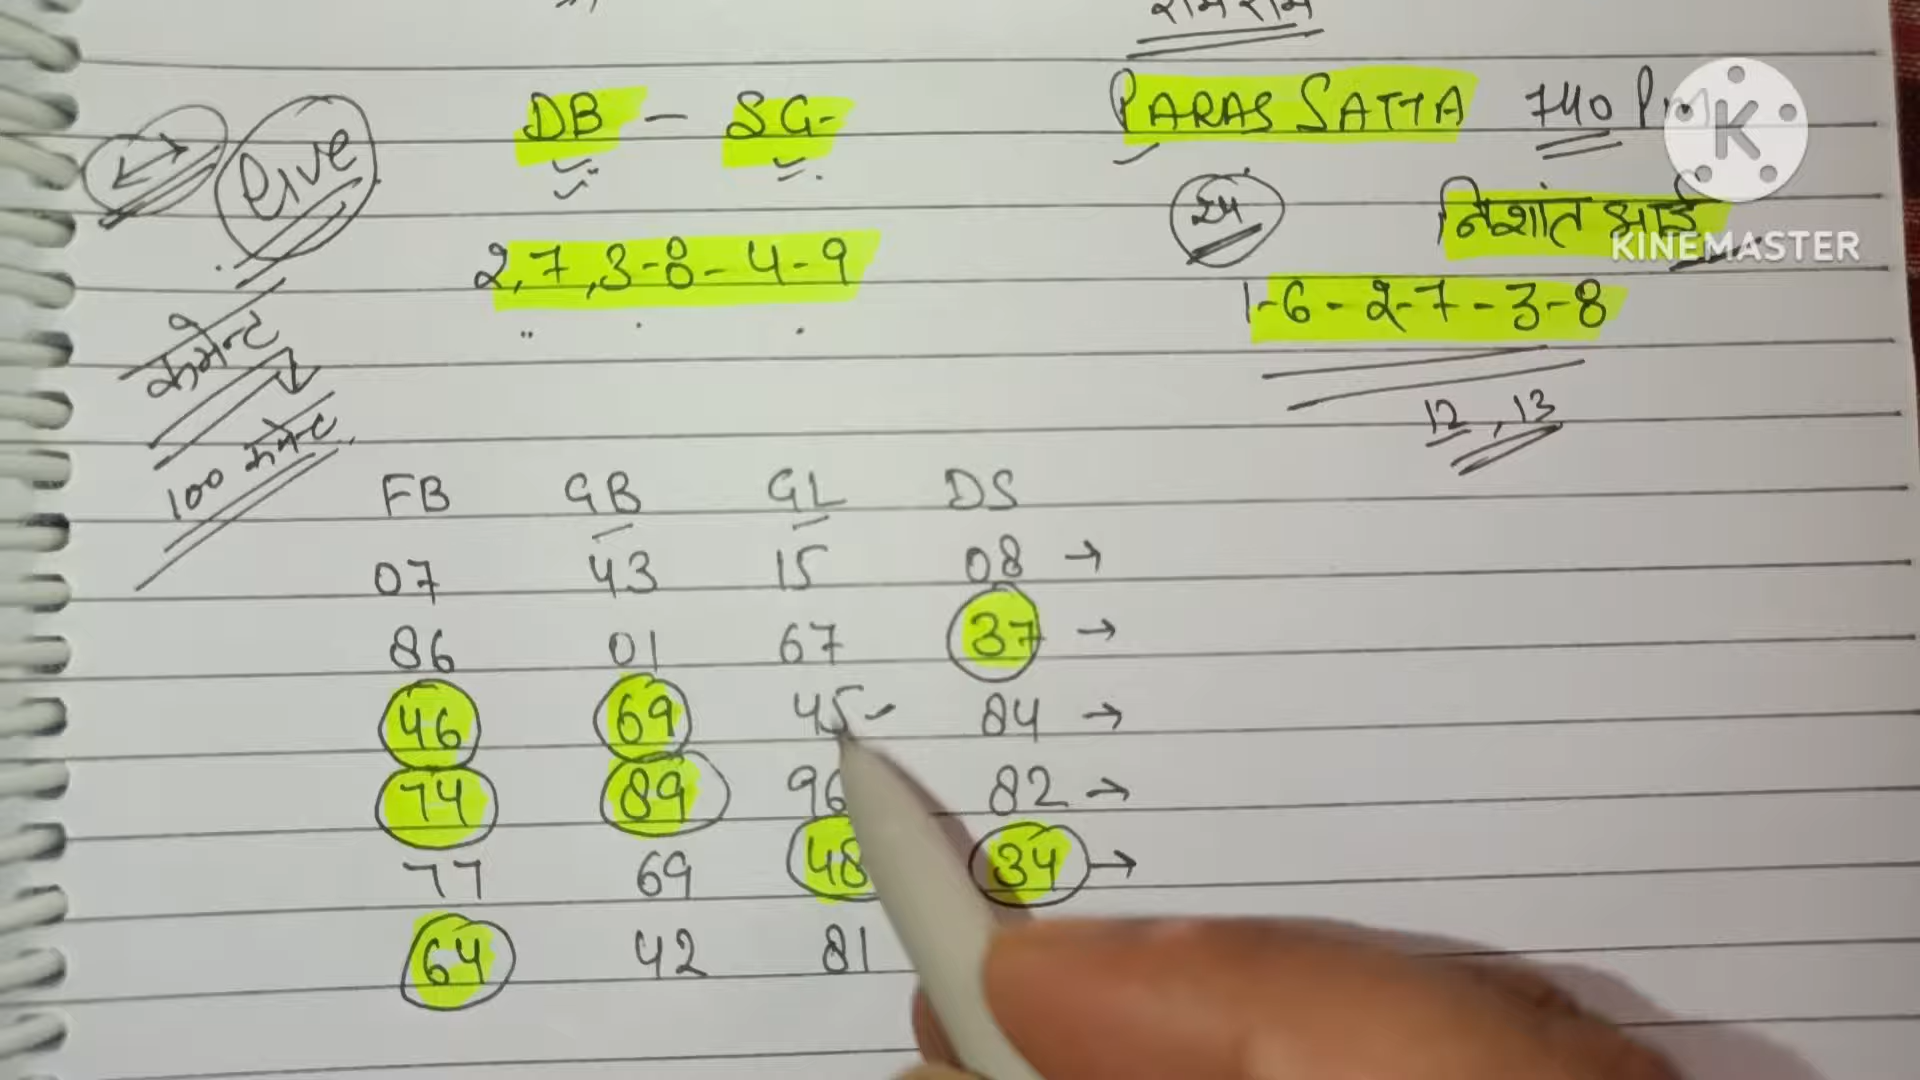 राम राम
DB - SG-
PARAS SATTA 740 Pm
Live
निशांत भाई
KINEMASTER
2,7,3-8-4-9
1-6-2-7-3-8
कमेन्ट
12, 13
100 कमेन्ट
FB GB GL DS
07 43 15 08 →
86 01 67 37 →
46 69 45- 84 →
74 89 96 82 →
77 69 48 34 →
64 42 81